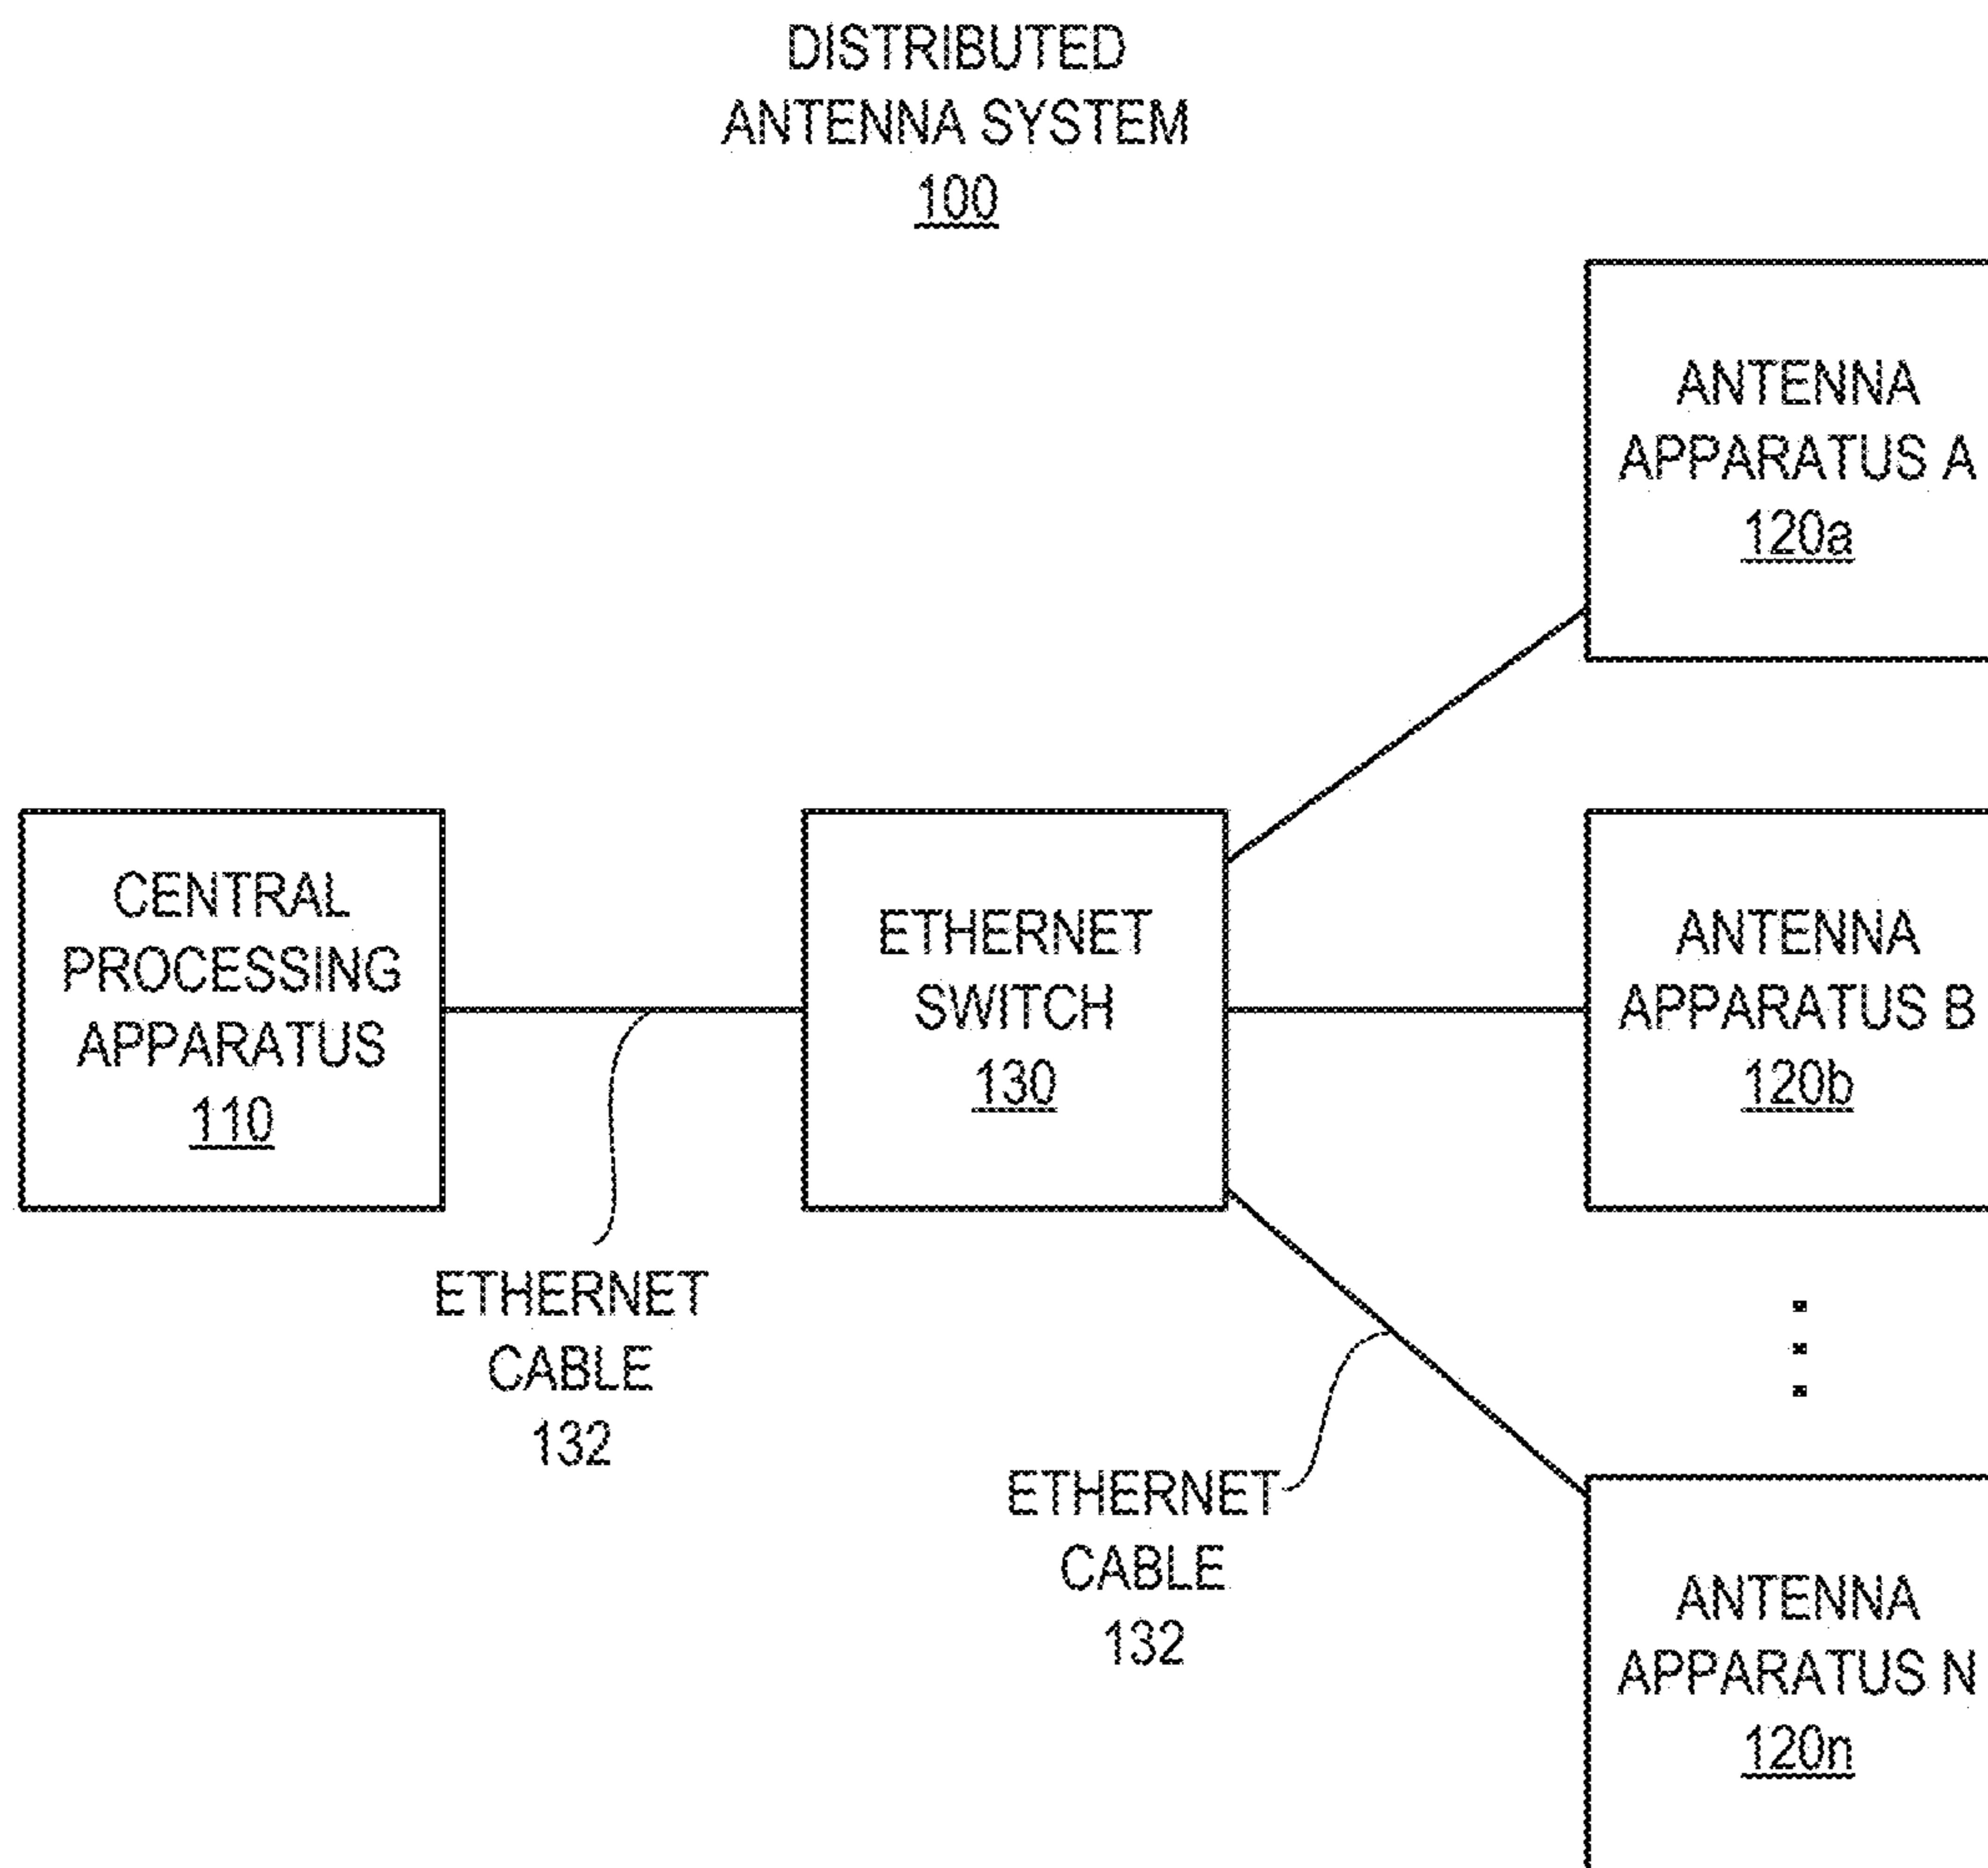 DISTRIBUTED
ANTENNA SYSTEM
100
ANTENNA
APPARATUS A
120a
CENTRAL
PROCESSING
APPARATUS
110
ETHERNET
SWITCH
130
ANTENNA
APPARATUS B
120b
ETHERNET
CABLE
132
ETHERNET
CABLE
132
ANTENNA
APPARATUS N
120n